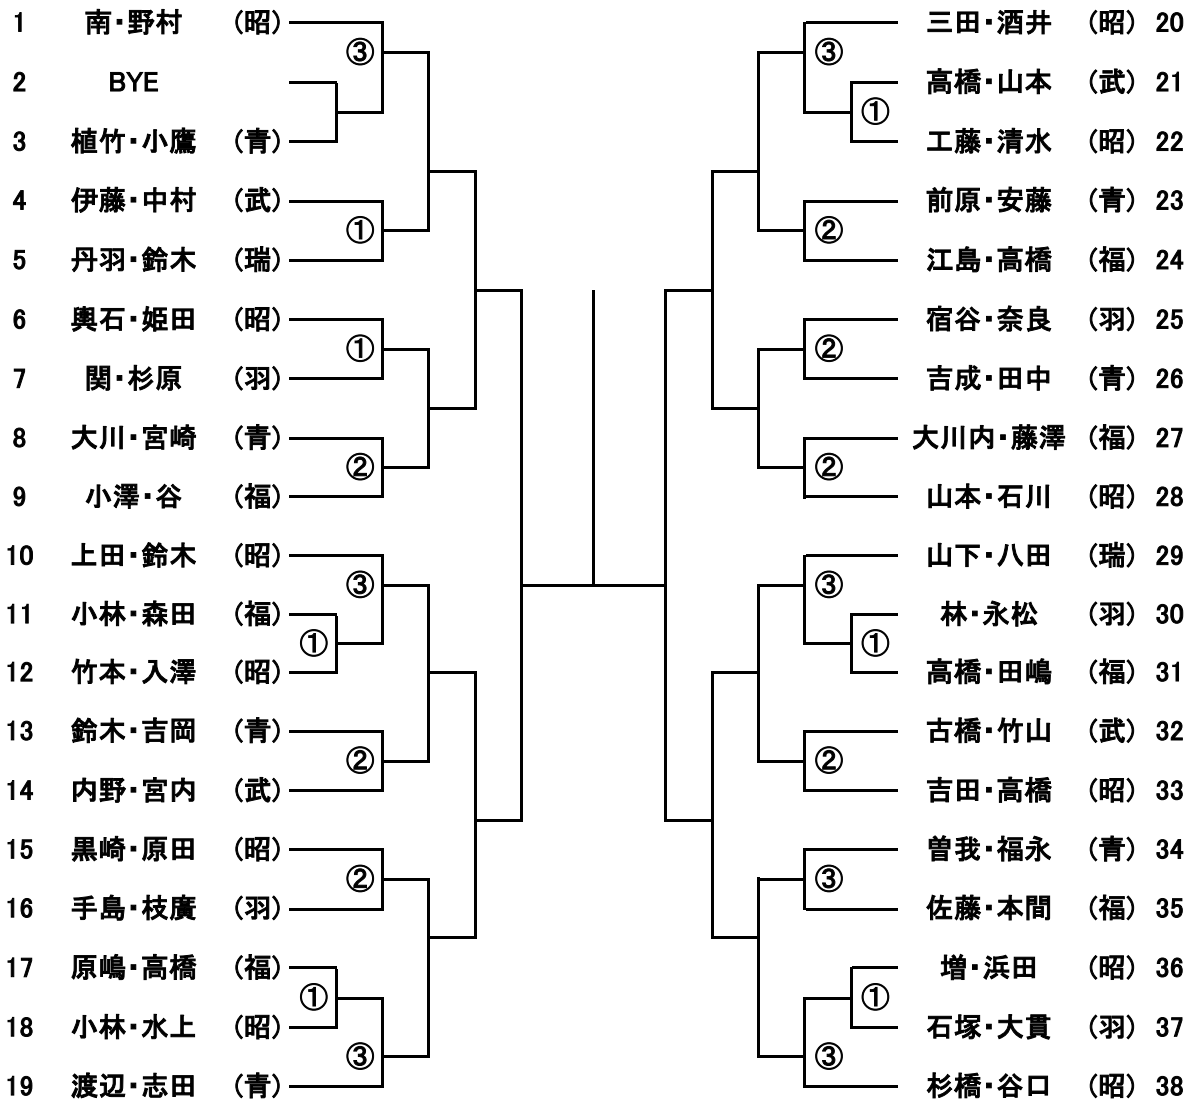 1 南・野村 （昭）
③
2 BYE
3 植竹・小鷹 （青）
4 伊藤・中村 （武）
①
5 丹羽・鈴木 （瑞）
6 輿石・姫田 （昭）
①
7 関・杉原 （羽）
8 大川・宮崎 （青）
②
9 小澤・谷 （福）
10 上田・鈴木 （昭）
③
11 小林・森田 （福）
①
12 竹本・入澤 （昭）
13 鈴木・吉岡 （青）
②
14 内野・宮内 （武）
15 黒崎・原田 （昭）
②
16 手島・枝廣 （羽）
17 原嶋・高橋 （福）
①
18 小林・水上 （昭）
③
19 渡辺・志田 （青）
三田・酒井 （昭） 20
③
高橋・山本 （武） 21
①
工藤・清水 （昭） 22
前原・安藤 （青） 23
②
江島・高橋 （福） 24
宿谷・奈良 （羽） 25
②
吉成・田中 （青） 26
大川内・藤澤 （福） 27
②
山本・石川 （昭） 28
山下・八田 （瑞） 29
③
林・永松 （羽） 30
①
高橋・田嶋 （福） 31
古橋・竹山 （武） 32
②
吉田・高橋 （昭） 33
曽我・福永 （青） 34
③
佐藤・本間 （福） 35
増・浜田 （昭） 36
①
石塚・大貫 （羽） 37
③
杉橋・谷口 （昭） 38